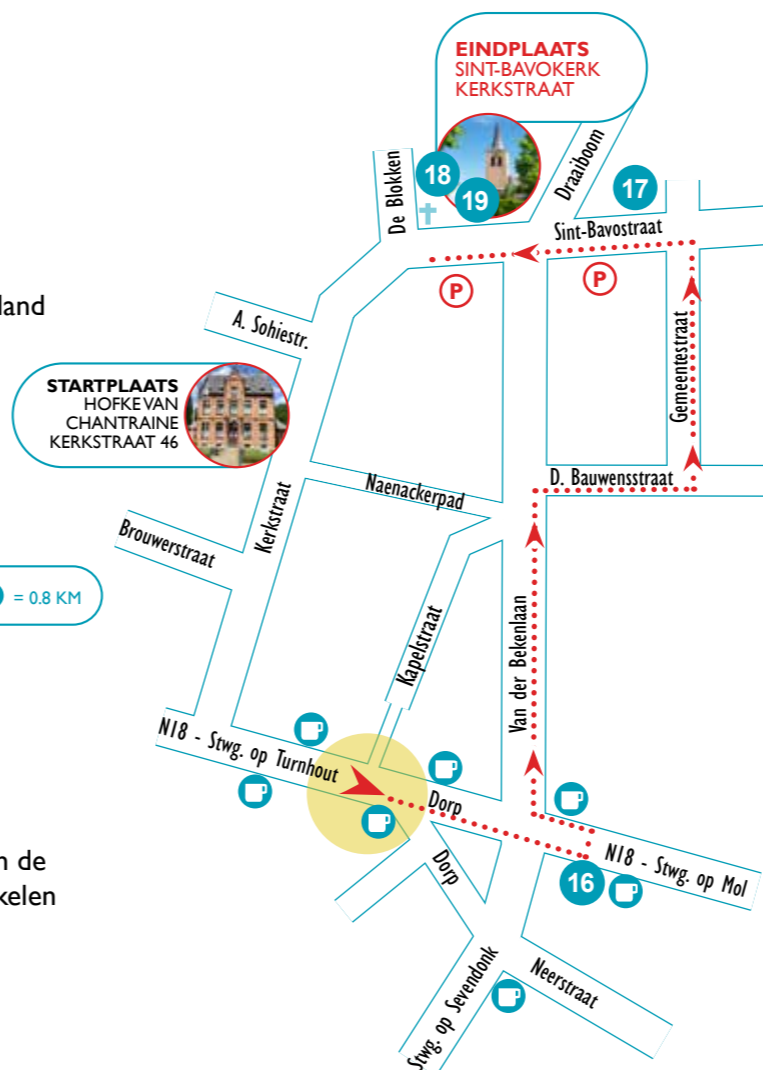 EINDPLAATS
SINT-BAVOKERK
KERKSTRAAT
De Blokken
18
19
Draaiboom
17
Sint-Bavostraat
P
P
land
A. Sohiestr.
STARTPLAATS
HOFKE VAN
CHANTRAINE
KERKSTRAAT 46
Gemeentestraat
D. Bauwensstraat
Naenackerpad
Kerkstraat
Brouwerstraat
= 0.8 KM
Kapelstraat
Van der Bekenlaan
N18 - Stwg. op Turnhout
Dorp
N18 - Stwg. op Mol
n de
kelen
Dorp
16
Stwg. op Sevendonk
Neerstraat